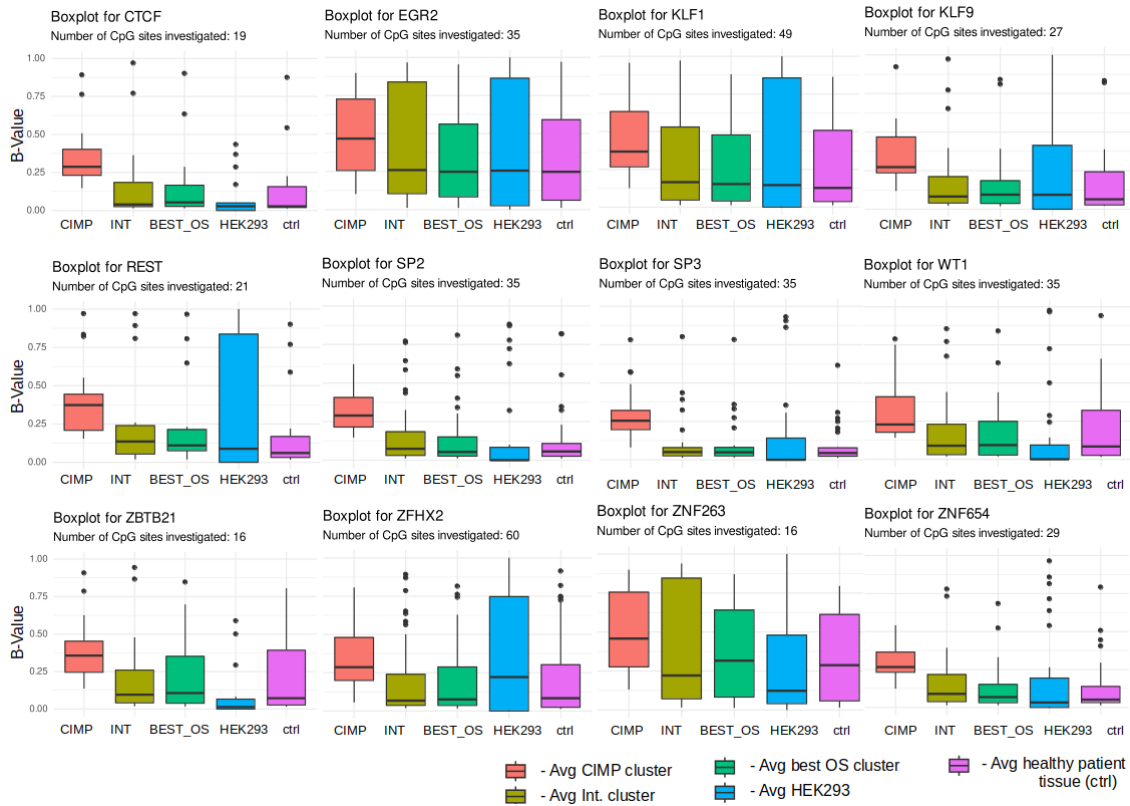 Boxplot for CTCF
Number of CpG sites investigated: 19
Boxplot for EGR2
Number of CpG sites investigated: 35
Boxplot for KLF1
Number of CpG sites investigated: 49
Boxplot for KLF9
Number of CpG sites investigated: 27
B-Value
1.00
0.75
0.50
0.25
0.00
CIMP INT BEST_OS HEK293 ctrl
CIMP INT BEST_OS HEK293 ctrl
CIMP INT BEST_OS HEK293 ctrl
CIMP INT BEST_OS HEK293 ctrl
Boxplot for REST
Number of CpG sites investigated: 21
Boxplot for SP2
Number of CpG sites investigated: 35
Boxplot for SP3
Number of CpG sites investigated: 35
Boxplot for WT1
Number of CpG sites investigated: 35
B-Value
1.00
0.75
0.50
0.25
0.00
CIMP INT BEST_OS HEK293 ctrl
CIMP INT BEST_OS HEK293 ctrl
CIMP INT BEST_OS HEK293 ctrl
CIMP INT BEST_OS HEK293 ctrl
Boxplot for ZBTB21
Number of CpG sites investigated: 16
Boxplot for ZFHX2
Number of CpG sites investigated: 60
Boxplot for ZNF263
Number of CpG sites investigated: 16
Boxplot for ZNF654
Number of CpG sites investigated: 29
B-Value
1.00
0.75
0.50
0.25
0.00
CIMP INT BEST_OS HEK293 ctrl
CIMP INT BEST_OS HEK293 ctrl
CIMP INT BEST_OS HEK293 ctrl
CIMP INT BEST_OS HEK293 ctrl
- Avg CIMP cluster
- Avg Int. cluster
- Avg best OS cluster
- Avg HEK293
- Avg healthy patient
tissue (ctrl)